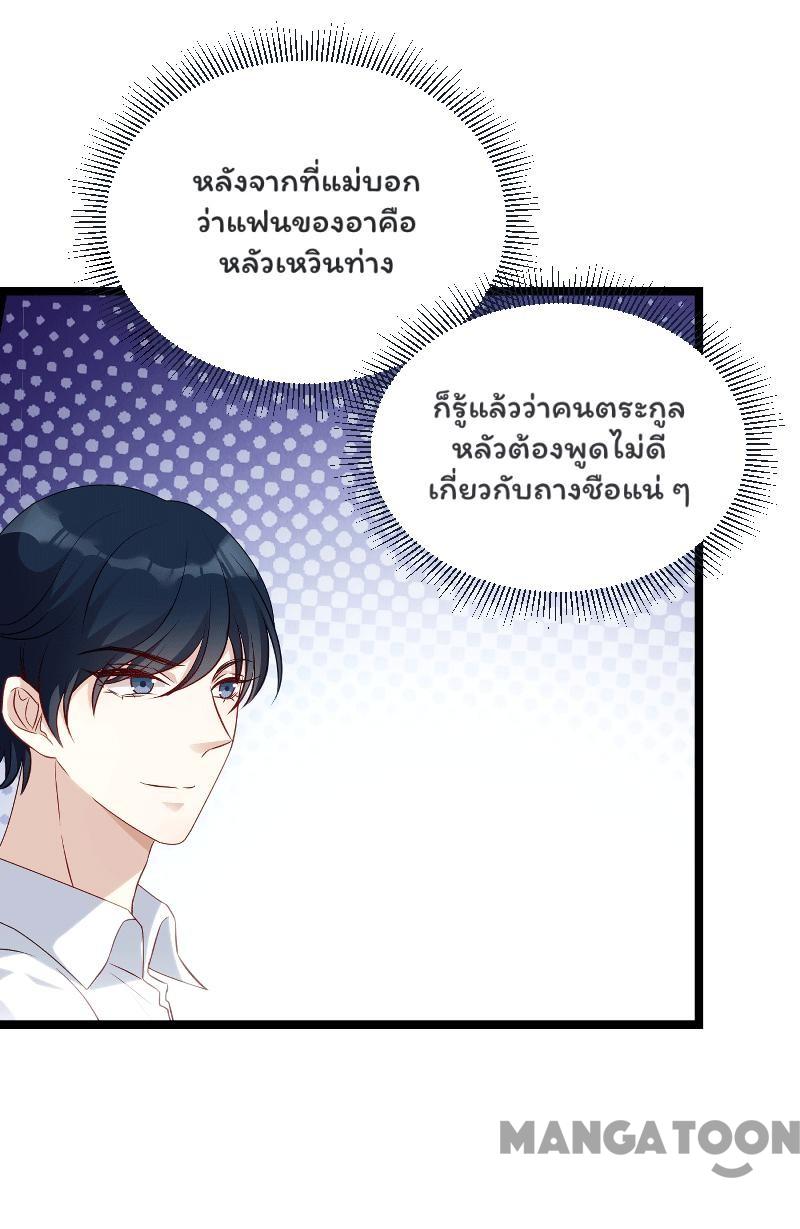 หลังจากที่แม่บอก
ว่าแฟนของอาคือ
หลัวเหวินท่าง
ก็รู้แล้วว่าคนตระกูล
หลัวต้องพูดไม่ดี
เกี่ยวกับถางซือแน่ ๆ
MANGATOON